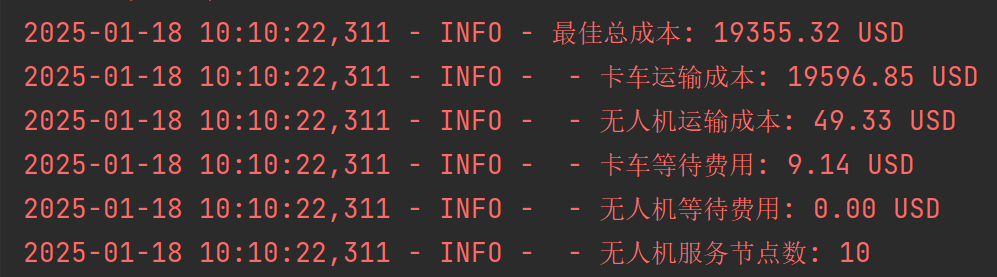 2025-01-18 10:10:22,311 - INFO - 最佳总成本: 19355.32 USD
2025-01-18 10:10:22,311 - INFO -  - 卡车运输成本: 19596.85 USD
2025-01-18 10:10:22,311 - INFO -  - 无人机运输成本: 49.33 USD
2025-01-18 10:10:22,311 - INFO -  - 卡车等待费用: 9.14 USD
2025-01-18 10:10:22,311 - INFO -  - 无人机等待费用: 0.00 USD
2025-01-18 10:10:22,311 - INFO -  - 无人机服务节点数: 10